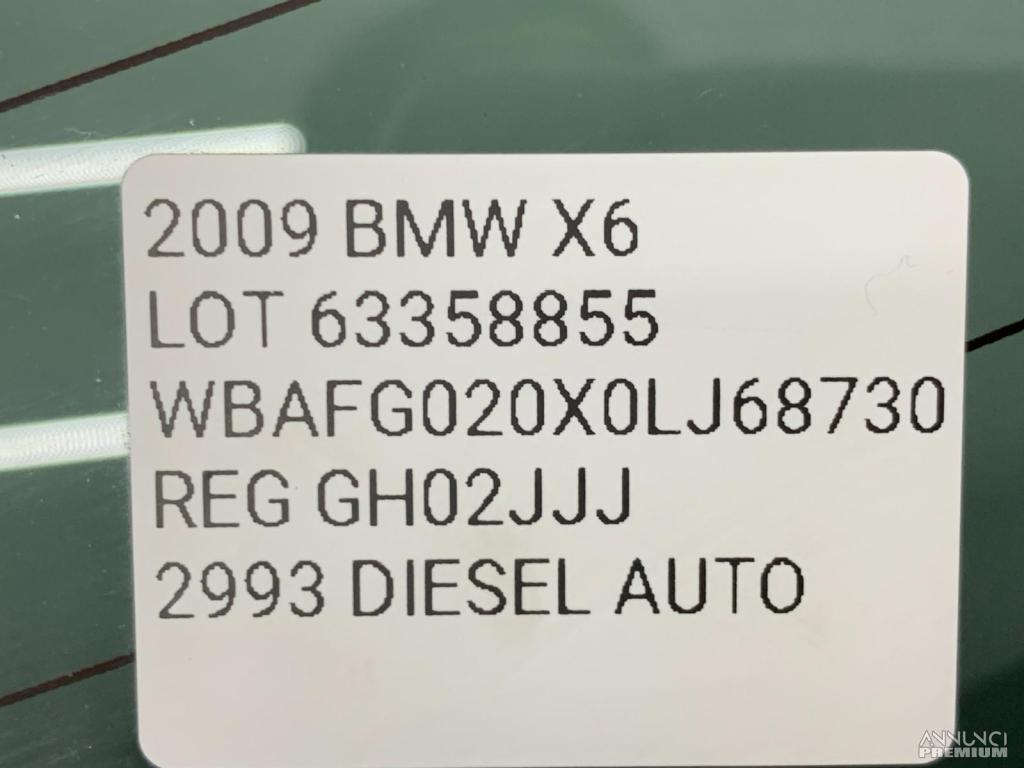 2009 BMW X6
LOT 63358855
WBAFG020X0LJ68730
REG GH02JJJ
2993 DIESEL AUTO
ANNUNCI
PREMIUM